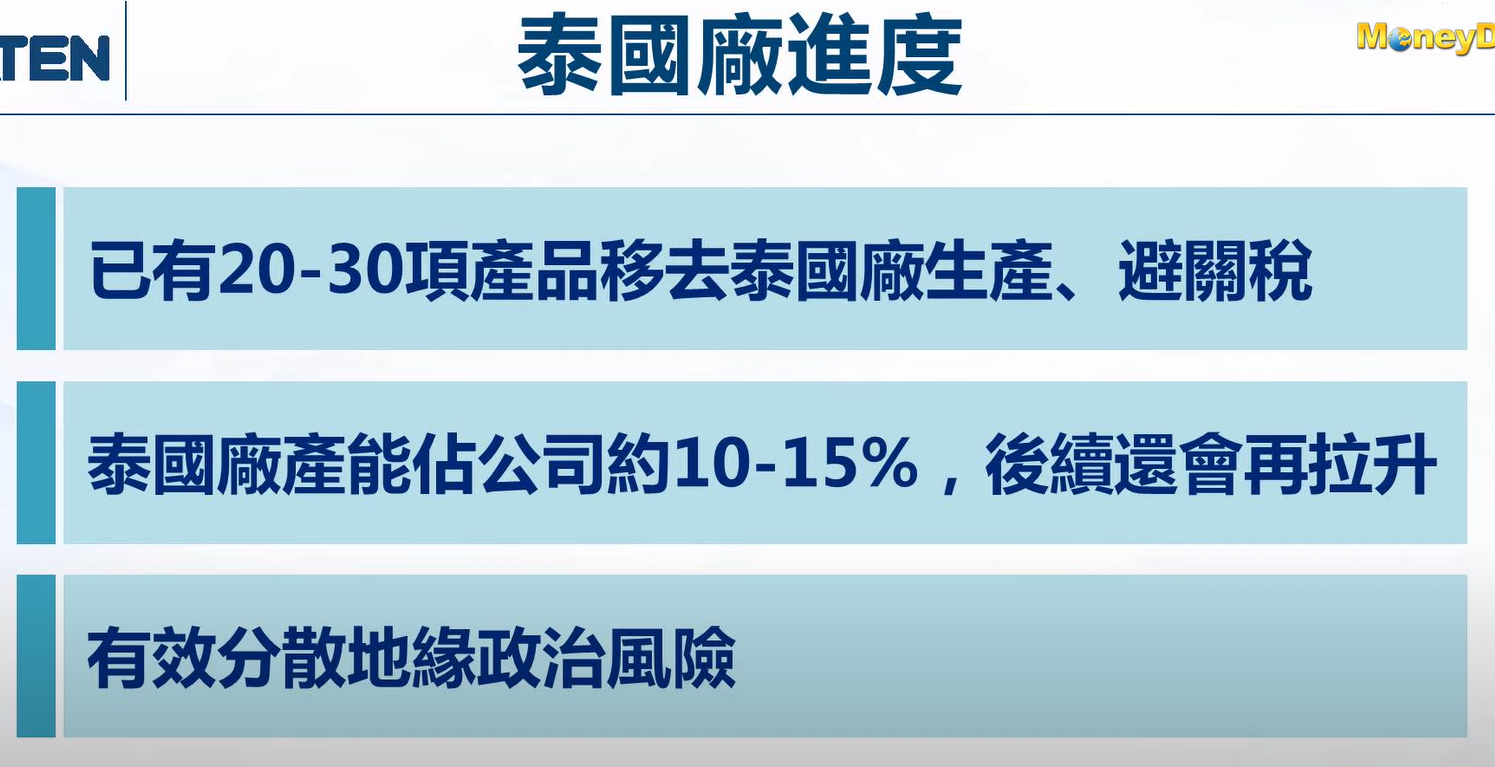 TEN
泰國廠進度
MoneyD
已有20-30項產品移去泰國廠生產、避關稅
泰國廠產能佔公司約10-15%，後續還會再拉升
有效分散地緣政治風險